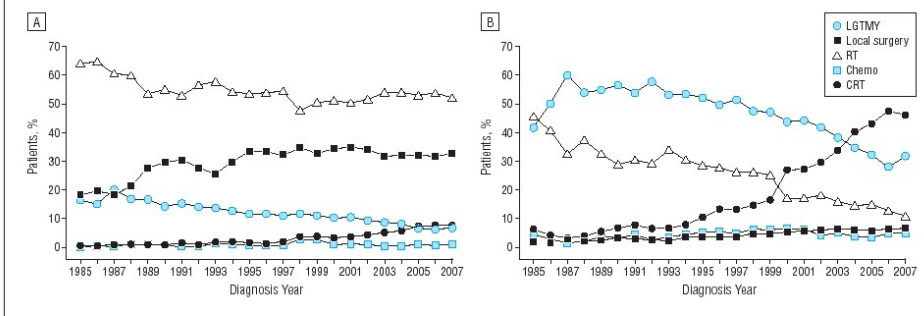 A
70
60
50
40
30
20
10
0
Patients, %
1985 1987 1989 1991 1993 1995 1997 1999 2001 2003 2005 2007
Diagnosis Year
B
70
60
50
40
30
20
10
0
Patients, %
1985 1987 1989 1991 1993 1995 1997 1999 2001 2003 2005 2007
Diagnosis Year
LGTMY
Local surgery
RT
Chemo
CRT